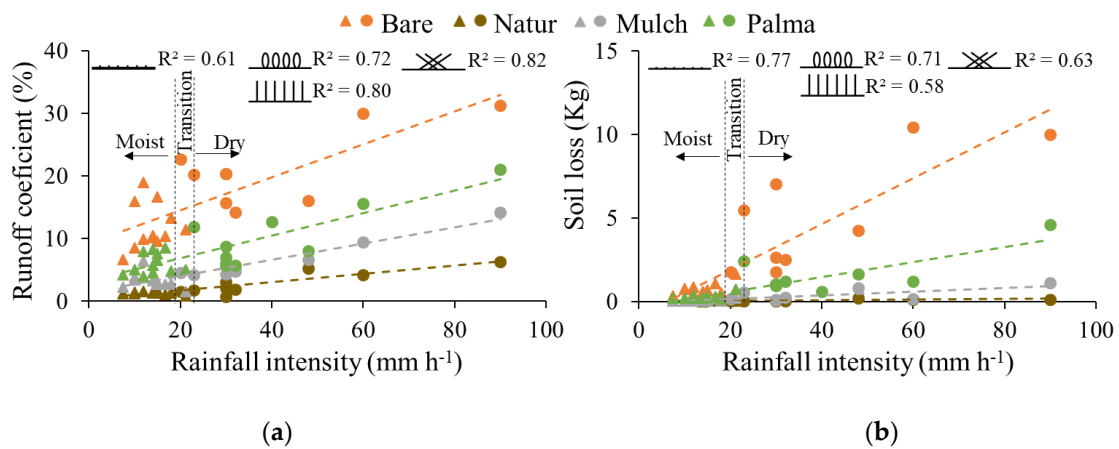 Bare Natur Mulch Palma
Runoff coeficient (%)
40
30
20
10
0
R² = 0.61
R² = 0.72
R² = 0.82
R² = 0.80
Moist
Transition
Dry
0 20 40 60 80 100
Rainfall intensity (mm h⁻¹)
(a)
Soil loss (Kg)
15
10
5
0
R² = 0.77
R² = 0.71
R² = 0.63
R² = 0.58
Moist
Transition
Dry
0 20 40 60 80 100
Rainfall intensity (mm h⁻¹)
(b)